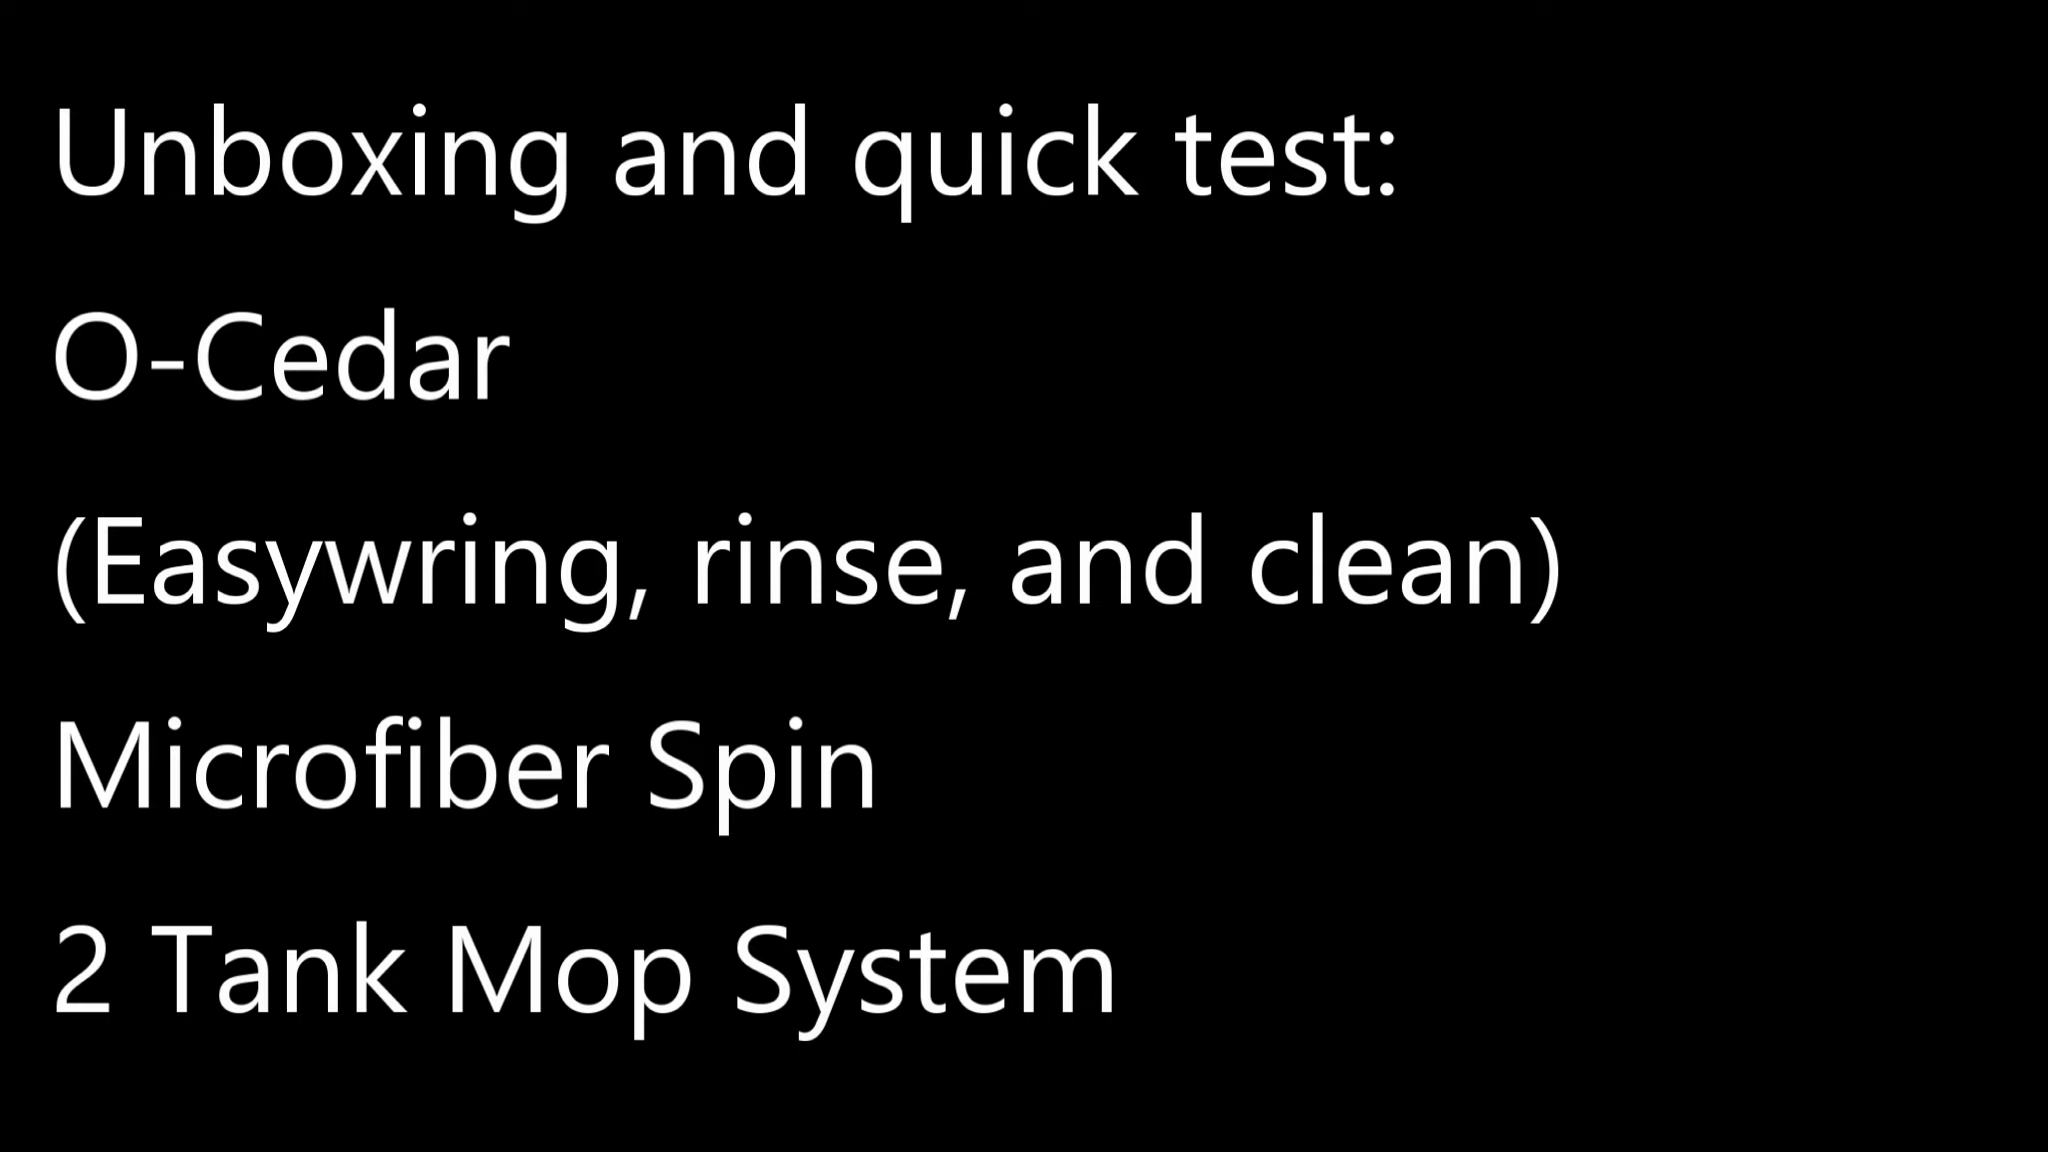 Unboxing and quick test:
O-Cedar
(Easywring, rinse, and clean)
Microfiber Spin
2 Tank Mop System